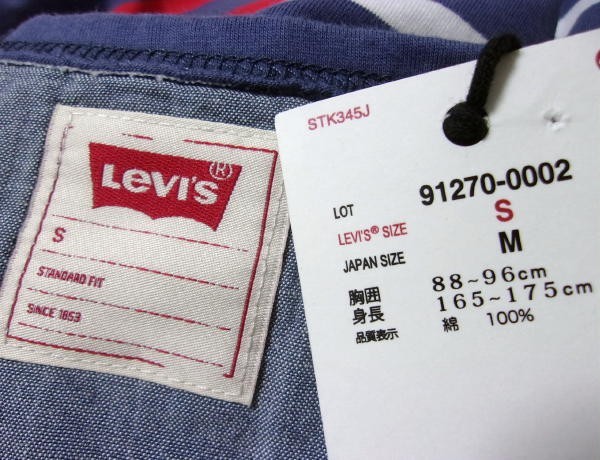 LEVI'S®
S
STANDARD FIT
SINCE 1853
STK345J
LOT 91270-0002
LEVI'S® SIZE S
JAPAN SIZE M
胸囲 88~96cm
身長 165~175cm
品質表示 綿 100%